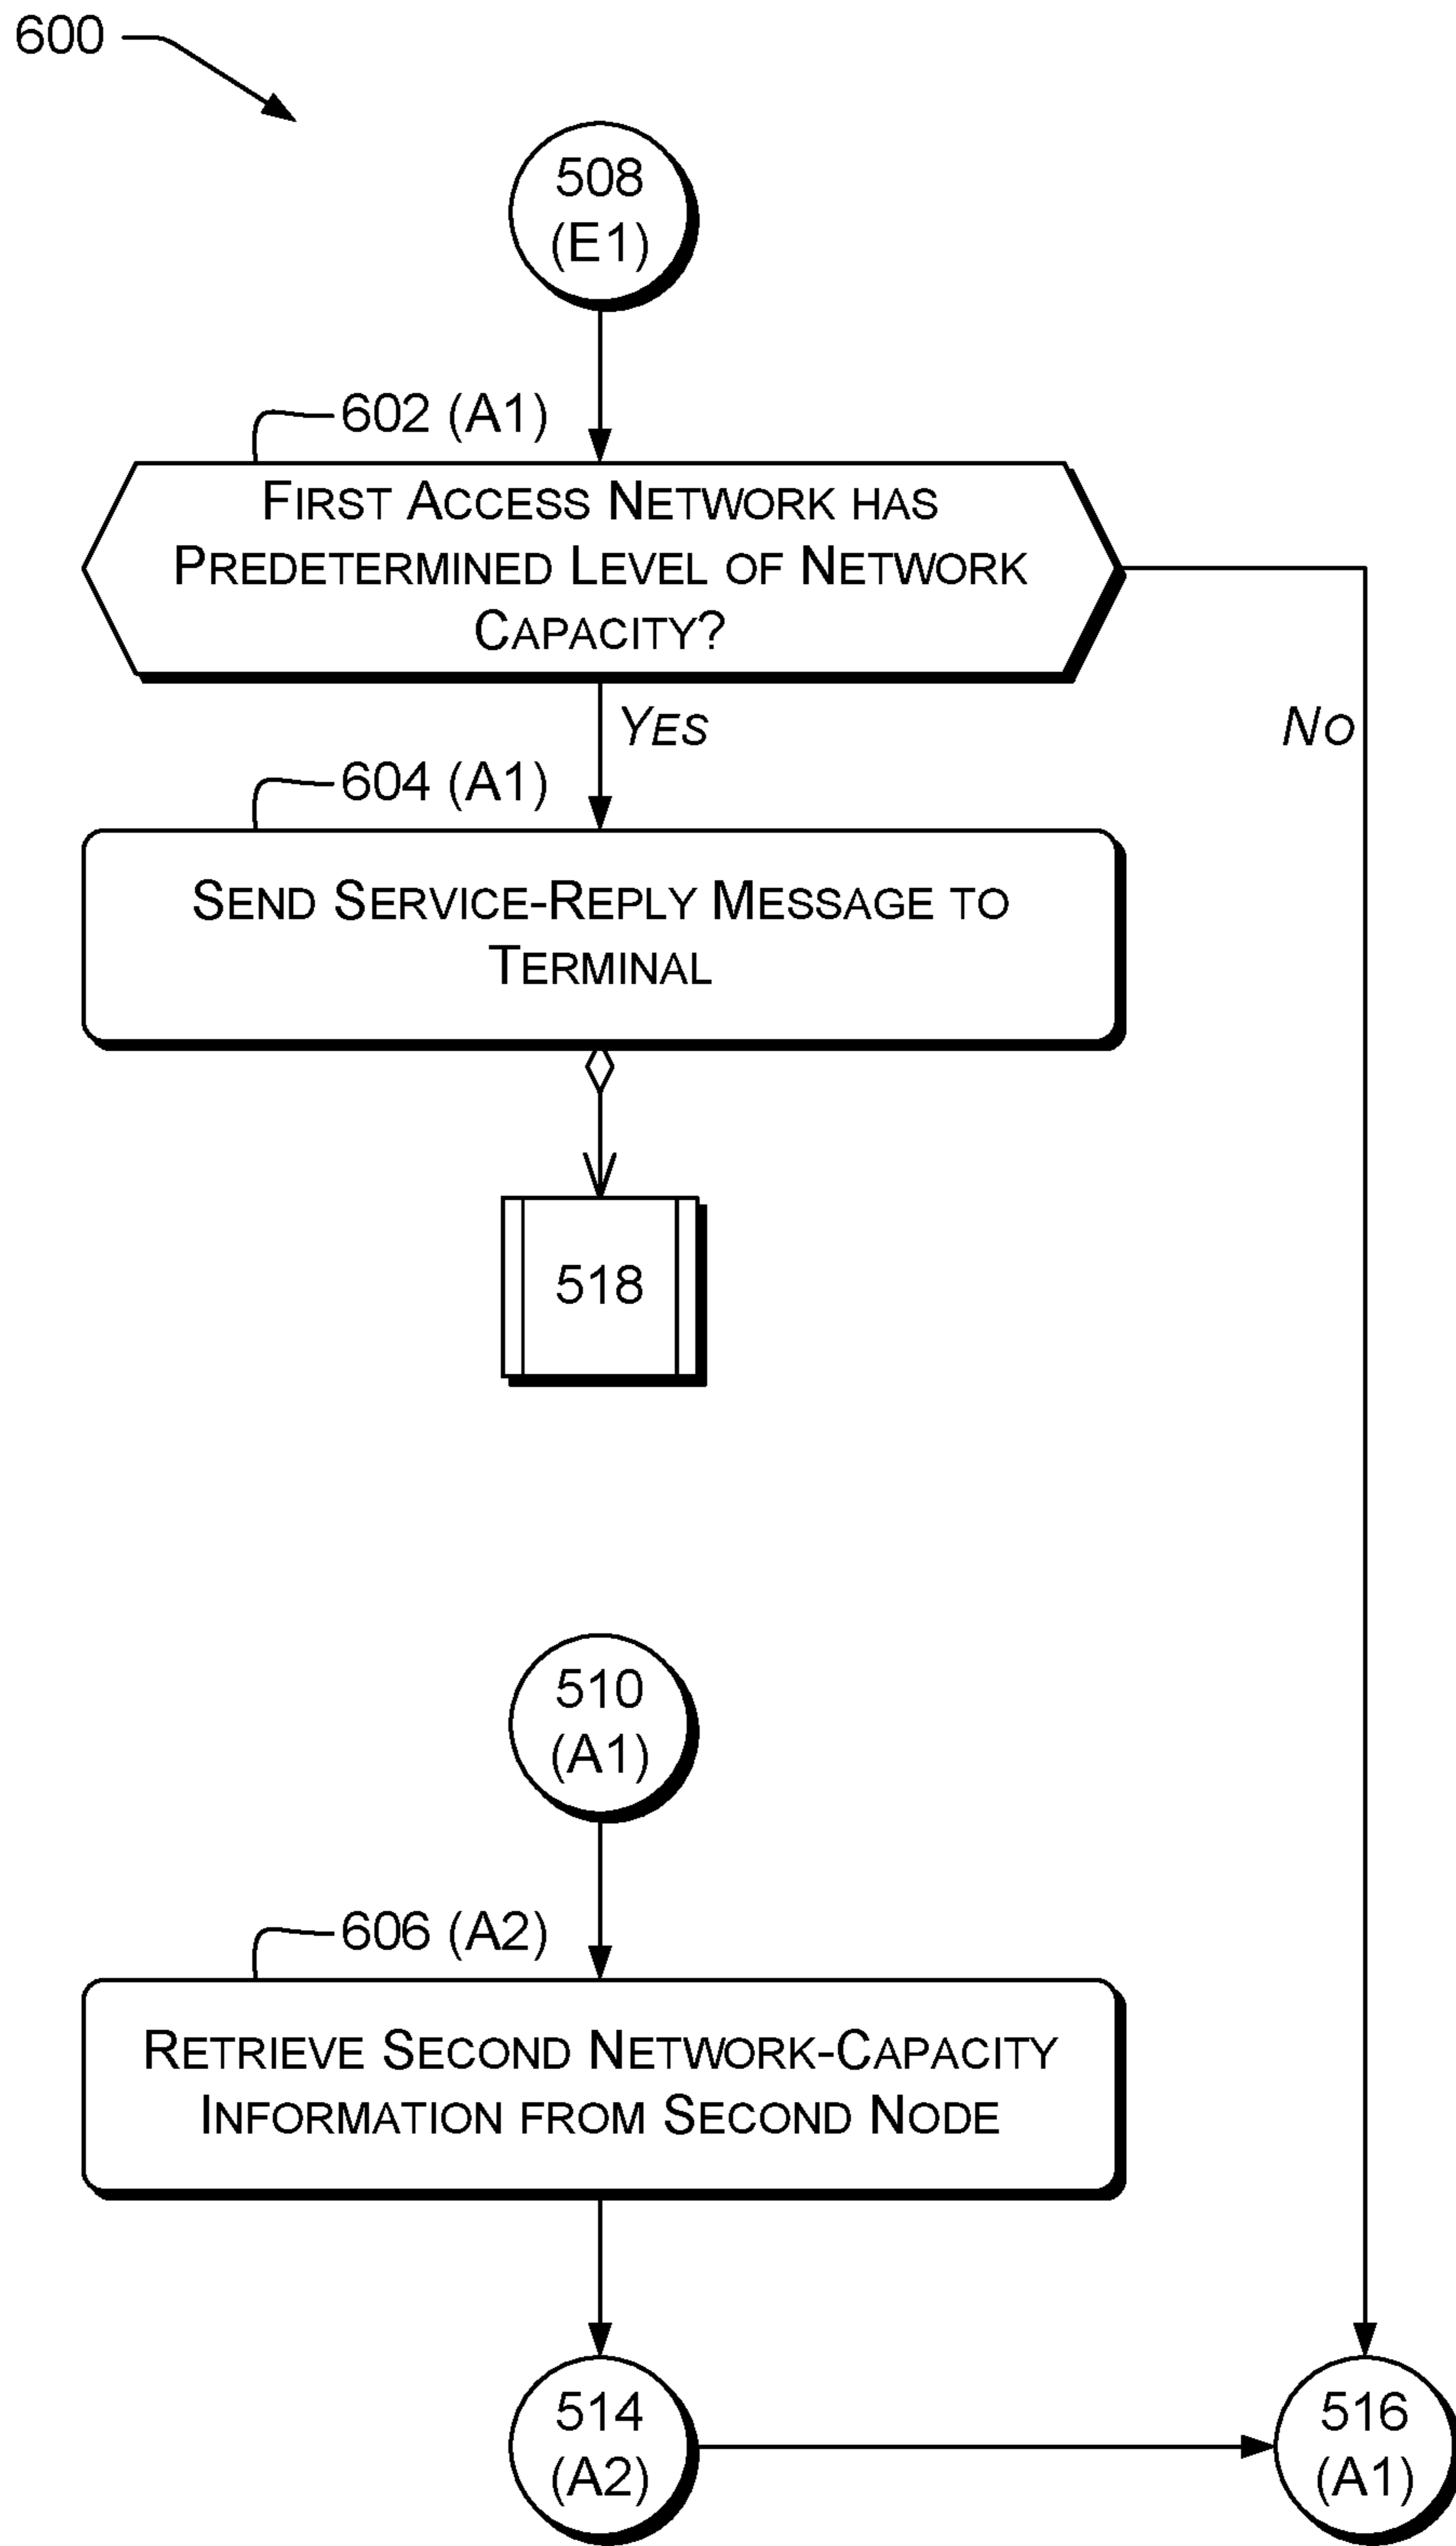 600
508
(E1)
602 (A1)
FIRST ACCESS NETWORK HAS
PREDETERMINED LEVEL OF NETWORK
CAPACITY?
YES
NO
604 (A1)
SEND SERVICE-REPLY MESSAGE TO
TERMINAL
518
510
(A1)
606 (A2)
RETRIEVE SECOND NETWORK-CAPACITY
INFORMATION FROM SECOND NODE
514
(A2)
516
(A1)